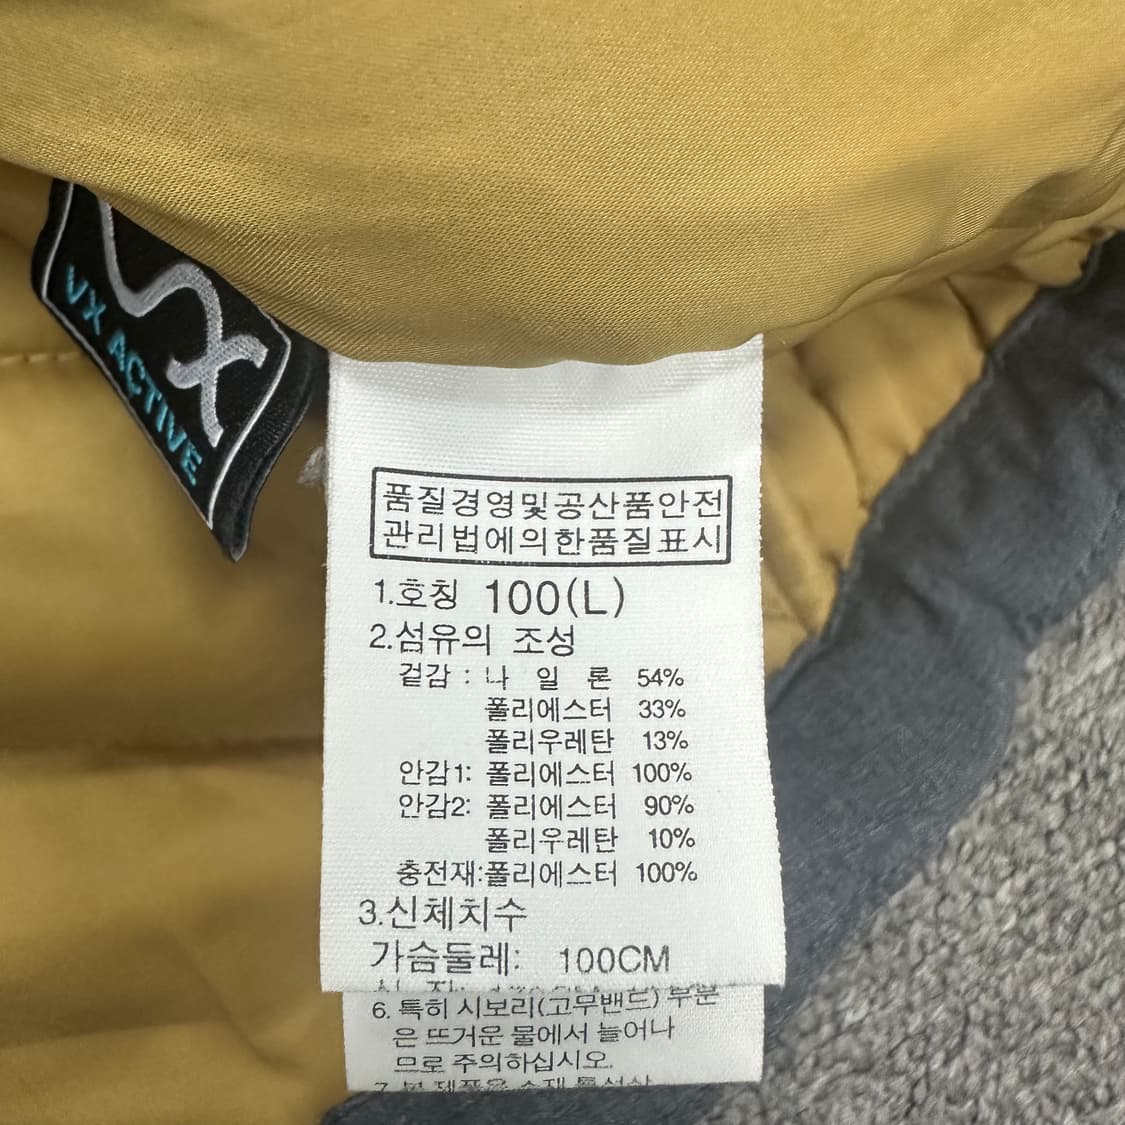 VX
VX ACTIVE
품질경영및공산품안전
관리법에의한품질표시
1.호칭 100(L)
2.섬유의 조성
겉감 : 나 일 론 54%
폴리에스터 33%
폴리우레탄 13%
안감1: 폴리에스터 100%
안감2: 폴리에스터 90%
폴리우레탄 10%
충전재:폴리에스터 100%
3.신체치수
가슴둘레: 100CM
6. 특히 시보리(고무밴드) 부분
은 뜨거운 물에서 늘어나
므로 주의하십시오.